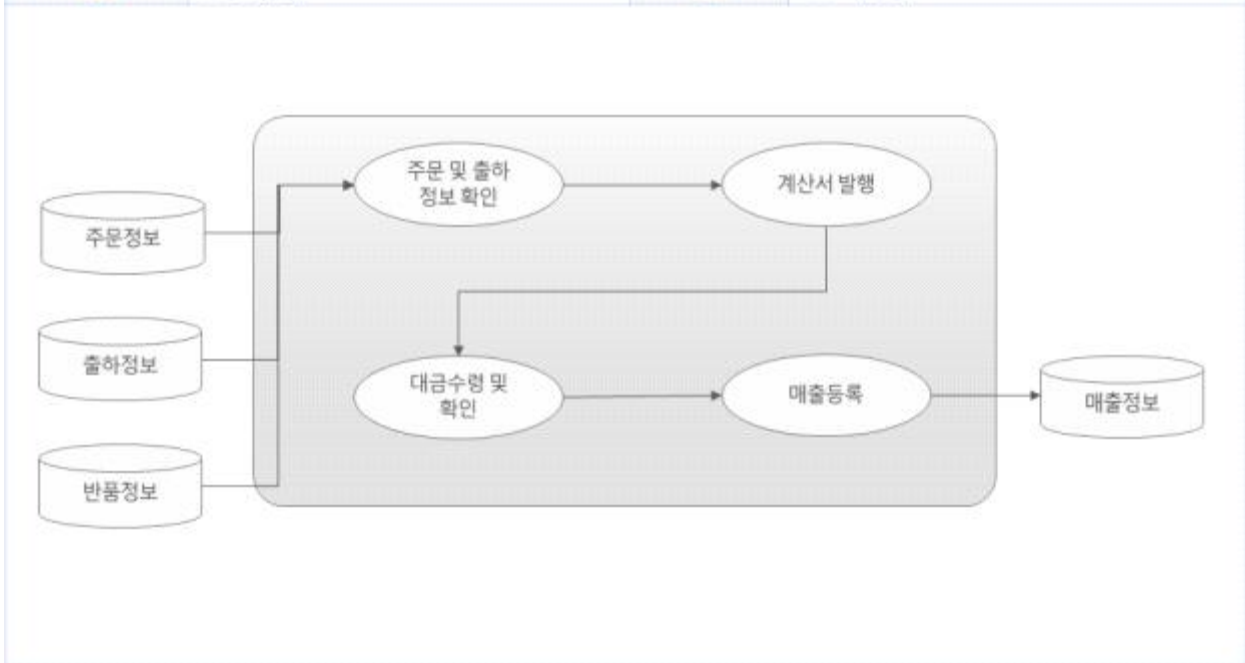 주문 및 출하
정보 확인
계산서 발행
주문정보
출하정보
대금수령 및
확인
매출등록
매출정보
반품정보